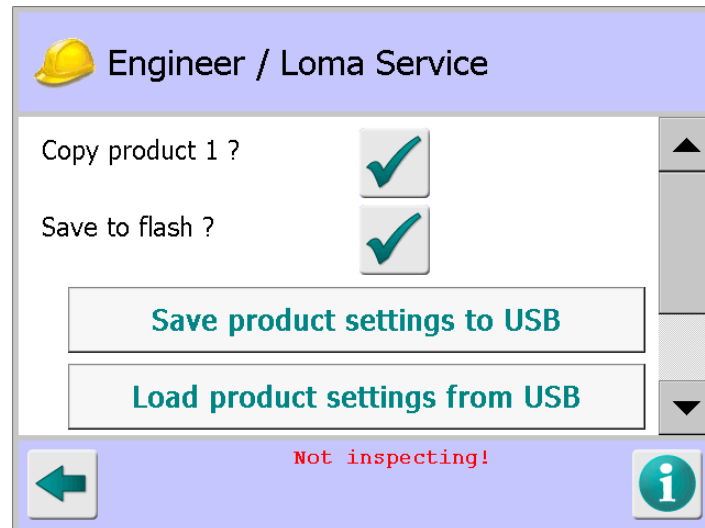 Engineer / Loma Service
Copy product 1 ?
Save to flash ?
Save product settings to USB
Load product settings from USB
Not inspecting!